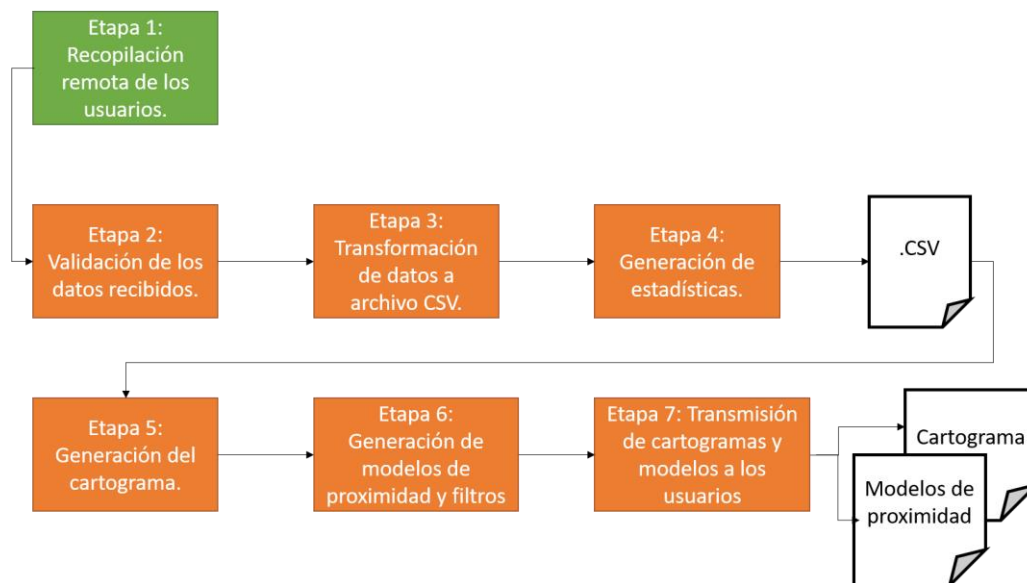 Etapa 1:
Recopilación
remota de los
usuarios.
Etapa 2:
Validación de los
datos recibidos.
Etapa 3:
Transformación
de datos a
archivo CSV.
Etapa 4:
Generación de
estadísticas.
.CSV
Etapa 5:
Generación del
cartograma.
Etapa 6:
Generación de
modelos de
proximidad y filtros
Etapa 7: Transmisión
de cartogramas y
modelos a los
usuarios
Cartograma
Modelos de
proximidad